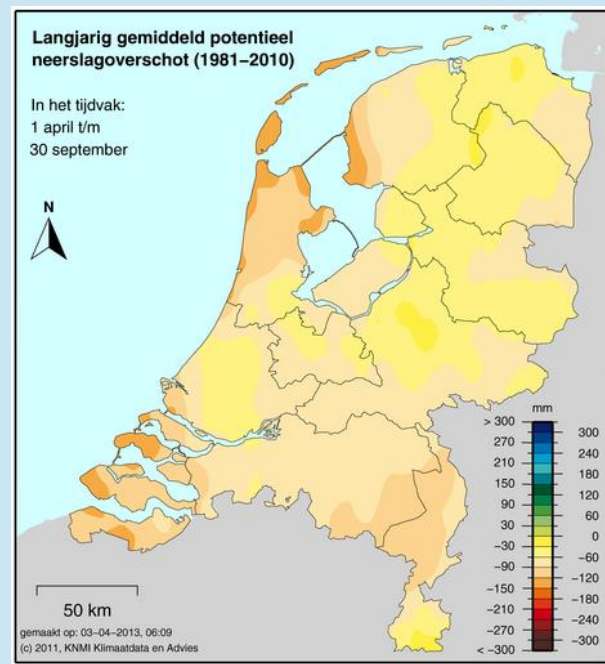 Langjarig gemiddeld potentieel
neerslagoverschot (1981–2010)
In het tijdvak:
1 april t/m
30 september
N
mm
> 300
300
270
240
210
180
150
120
90
60
30
0
−30
−60
−90
−120
−150
−180
−210
−240
−270
−300
< −300
50 km
gemaakt op: 03–04–2013, 06:09
(c) 2011, KNMI Klimaatdata en Advies